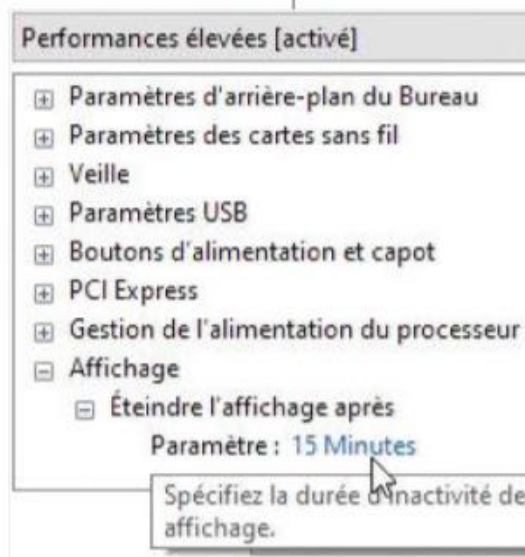 Performances élevées [activé]
Paramètres d'arrière-plan du Bureau
Paramètres des cartes sans fil
Veille
Paramètres USB
Boutons d'alimentation et capot
PCI Express
Gestion de l'alimentation du processeur
Affichage
Éteindre l'affichage après
Paramètre : 15 Minutes
Spécifiez la durée d'inactivité de
affichage.